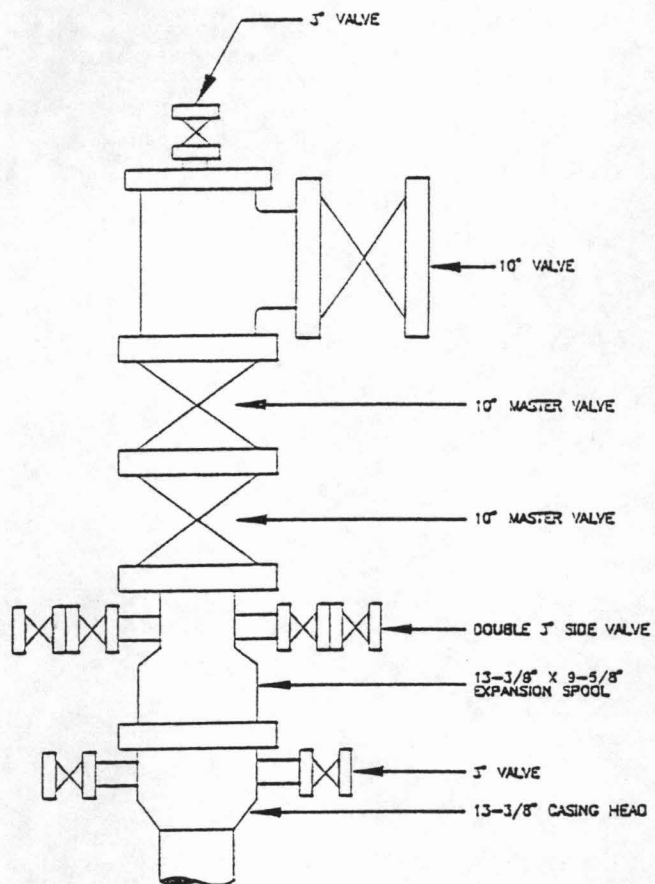 3" VALVE
10" VALVE
10" MASTER VALVE
10" MASTER VALVE
DOUBLE 3" SIDE VALVE
13-3/8" X 9-5/8"
EXPANSION SPOOL
3" VALVE
13-3/8" CASING HEAD